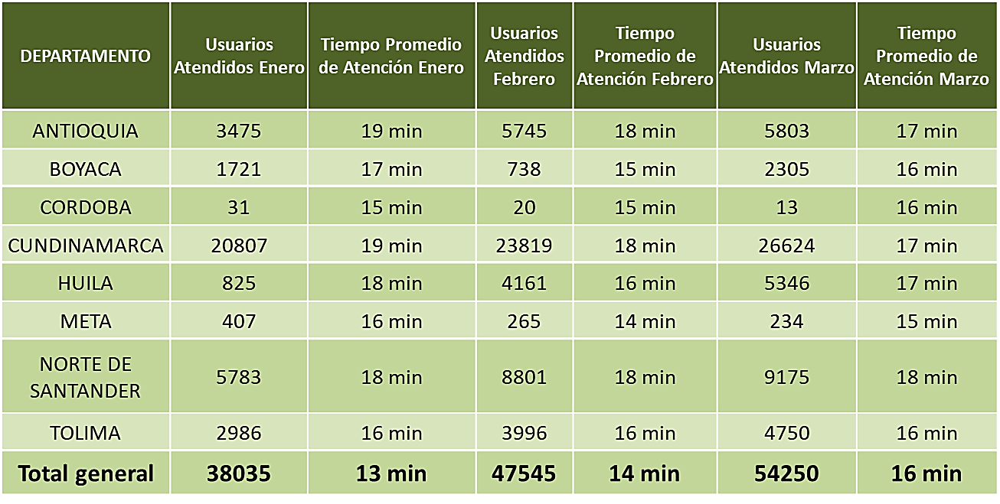 DEPARTAMENTO Usuarios Atendidos Enero Tiempo Promedio de Atención Enero Usuarios Atendidos Febrero Tiempo Promedio de Atención Febrero Usuarios Atendidos Marzo Tiempo Promedio de Atención Marzo
ANTIOQUIA 3475 19 min 5745 18 min 5803 17 min
BOYACA 1721 17 min 738 15 min 2305 16 min
CORDOBA 31 15 min 20 15 min 13 16 min
CUNDINAMARCA 20807 19 min 23819 18 min 26624 17 min
HUILA 825 18 min 4161 16 min 5346 17 min
META 407 16 min 265 14 min 234 15 min
NORTE DE SANTANDER 5783 18 min 8801 18 min 9175 18 min
TOLIMA 2986 16 min 3996 16 min 4750 16 min
Total general 38035 13 min 47545 14 min 54250 16 min